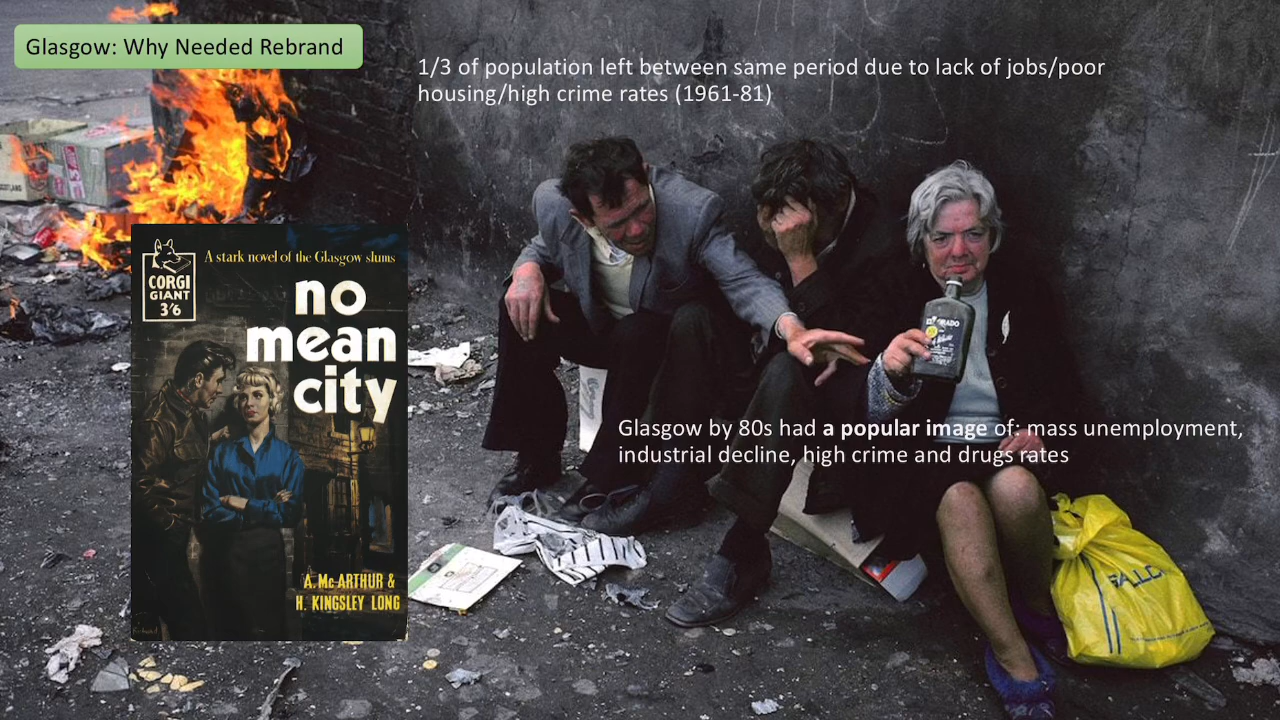 Glasgow: Why Needed Rebrand
1/3 of population left between same period due to lack of jobs/poor
housing/high crime rates (1961-81)
A stark novel of the Glasgow slums
CORGI
GIANT
3'6
no
mean
city
A. Mc ARTHUR &
H. KINGSLEY LONG
Glasgow by 80s had a popular image of: mass unemployment,
industrial decline, high crime and drugs rates